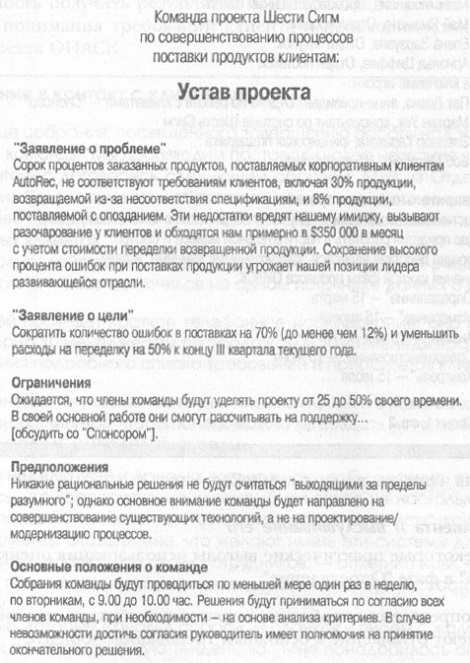 Команда проекта Шести Сигм
по совершенствованию процессов
поставки продуктов клиентам:
Устав проекта
"Заявление о проблеме"
Сорок процентов заказанных продуктов, поставляемых корпоративным клиентам
AutoRec, не соответствуют требованиям клиентов, включая 30% продукции,
возвращаемой из-за несоответствия спецификациям, и 8% продукции,
поставляемой с опозданием. Эти недостатки вредят нашему имиджу, вызывают
разочарование у клиентов и обходятся нам примерно в $350 000 в месяц
с учетом стоимости переделки возвращенной продукции. Сохранение высокого
процента ошибок при поставках продукции угрожает нашей позиции лидера
развивающейся отрасли.
"Заявление о цели"
Сократить количество ошибок в поставках на 70% (до менее чем 12%) и уменьшить
расходы на переделку на 50% к концу III квартала текущего года.
Ограничения
Ожидается, что члены команды будут уделять проекту от 25 до 50% своего времени.
В своей основной работе они смогут рассчитывать на поддержку...
[обсудить со "Спонсором"].
Предположения
Никакие рациональные решения не будут считаться "выходящими за пределы
разумного"; однако основное внимание команды будет направлено на
совершенствование существующих технологий, а не на проектирование/
модернизацию процессов.
Основные положения о команде
Собрания команды будут проводиться по меньшей мере один раз в неделю,
по вторникам, с 9.00 до 10.00 час. Решения будут приниматься по согласию всех
членов команды, при необходимости – на основе анализа критериев. В случае
невозможности достичь согласия руководитель имеет полномочия на принятие
окончательного решения.